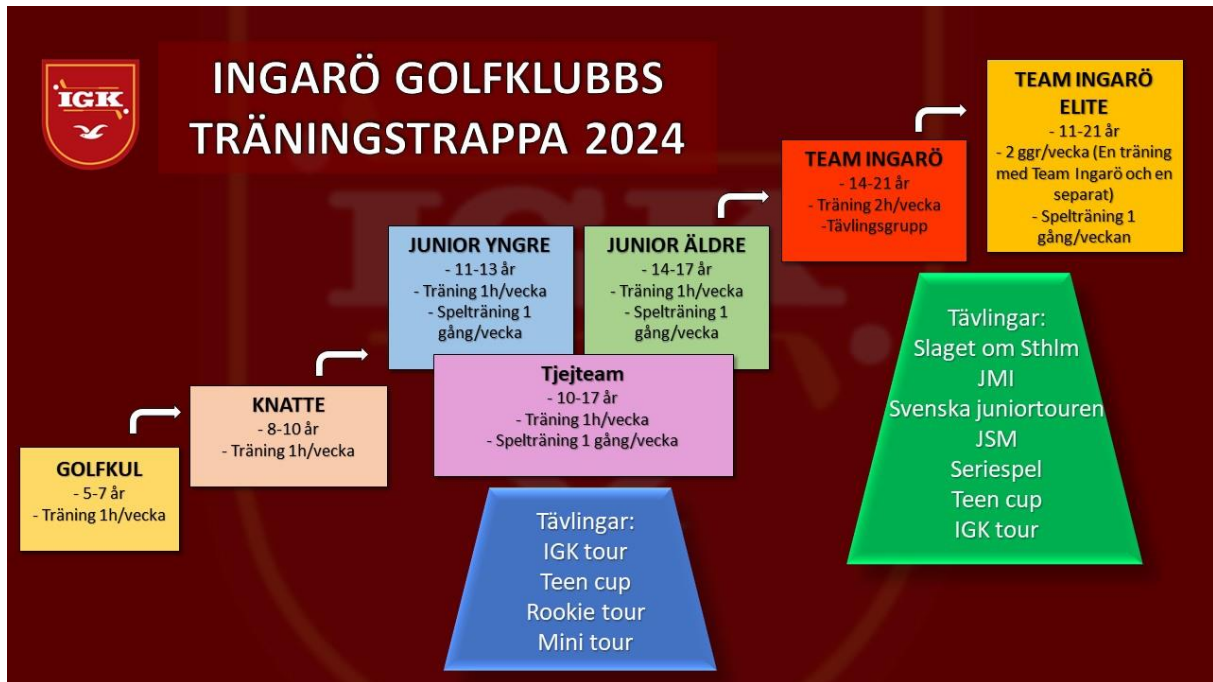 IGK
INGARÖ GOLFKLUBBS
TRÄNINGSTRAPPA 2024
GOLFKUL
- 5-7 år
- Träning 1h/vecka
KNATTE
- 8-10 år
- Träning 1h/vecka
JUNIOR YNGRE
- 11-13 år
- Träning 1h/vecka
- Spelträning 1
gång/vecka
JUNIOR ÄLDRE
- 14-17 år
- Träning 1h/vecka
- Spelträning 1
gång/vecka
Tjejteam
- 10-17 år
- Träning 1h/vecka
- Spelträning 1 gång/vecka
TEAM INGARÖ
- 14-21 år
- Träning 2h/vecka
-Tävlingsgrupp
TEAM INGARÖ
ELITE
- 11-21 år
- 2 ggr/vecka (En träning
med Team Ingarö och en
separat)
- Spelträning 1
gång/veckan
Tävlingar:
IGK tour
Teen cup
Rookie tour
Mini tour
Tävlingar:
Slaget om Sthlm
JMI
Svenska juniortouren
JSM
Seriespel
Teen cup
IGK tour